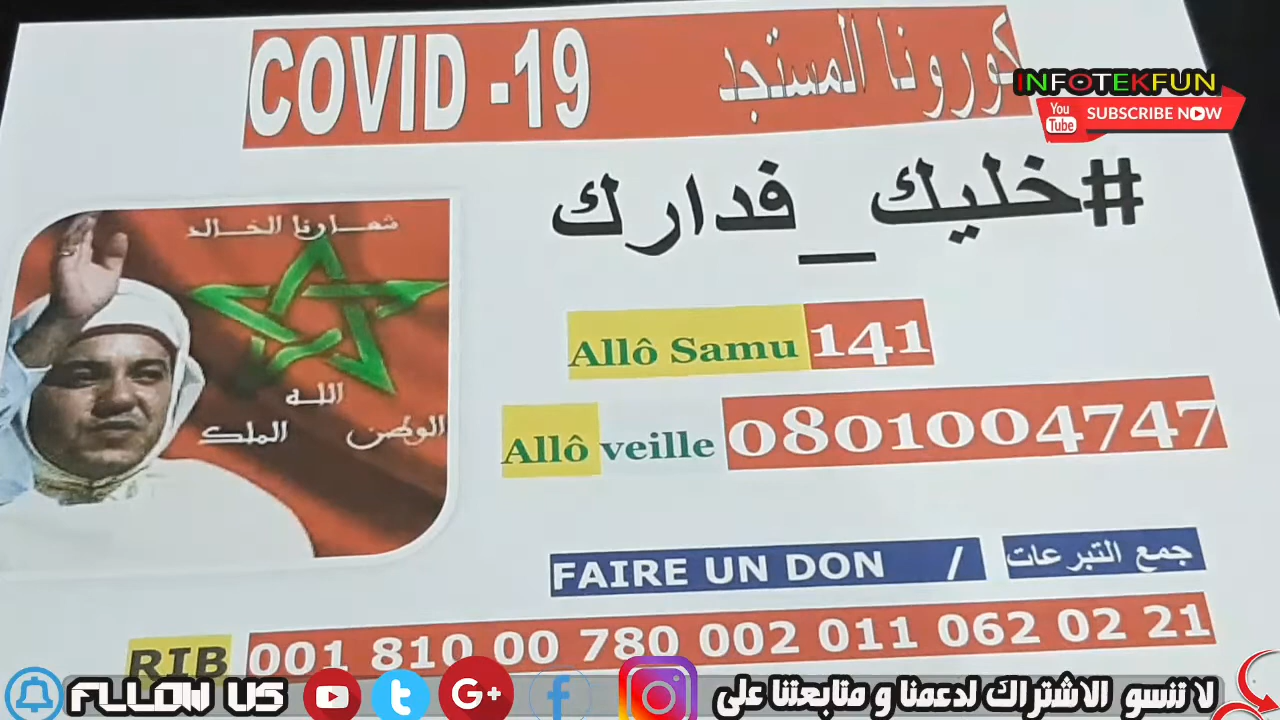 COVID -19 كورونا المستجد
INFOTEKFUN
You Tube SUBSCRIBE NOW
#خليك_فدارك
شعارنا الخالد
الله
الوطن
الملك
Allô Samu 141
Allô veille 0801004747
FAIRE UN DON / جمع التبرعات
RIB 001 810 00 780 002 011 062 02 21
FLLOW US
لا تنسو الاشتراك لدعمنا و متابعتنا على